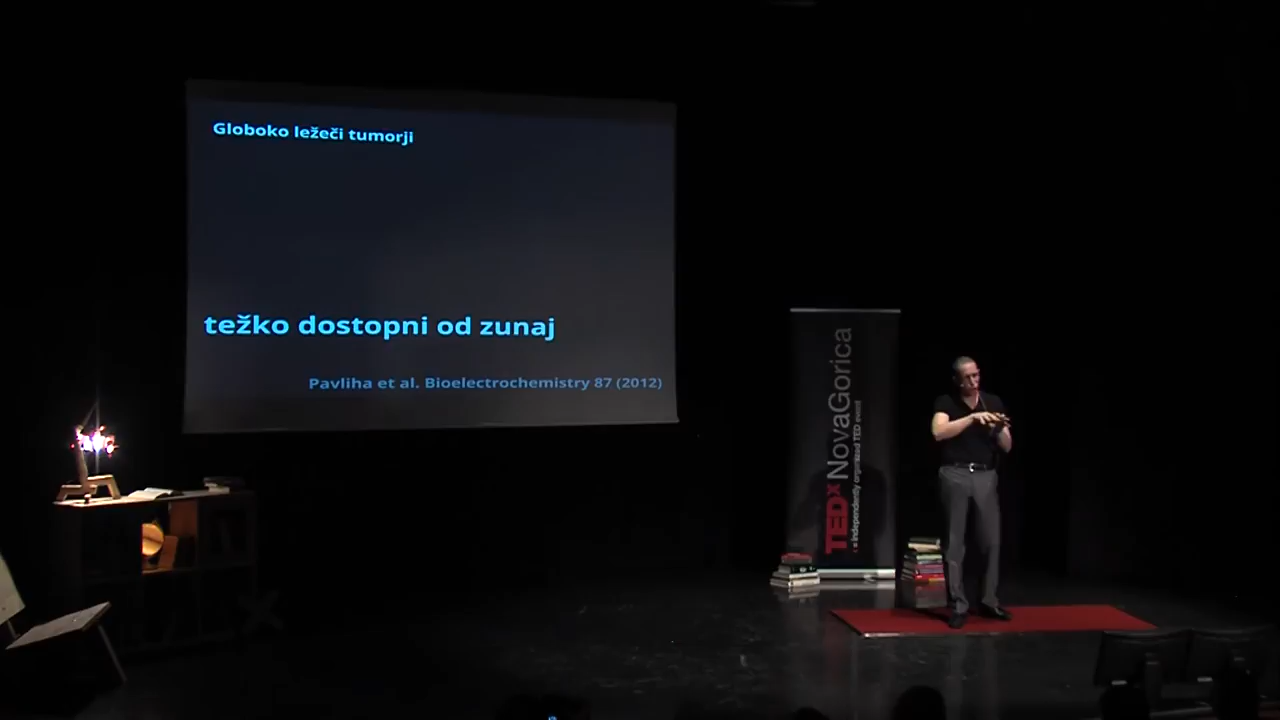 Globoko ležeči tumorji
težko dostopni od zunaj
Pavliha et al. Bioelectrochemistry 87 (2012)
TEDx NovaGorica
x = independently organized TED event